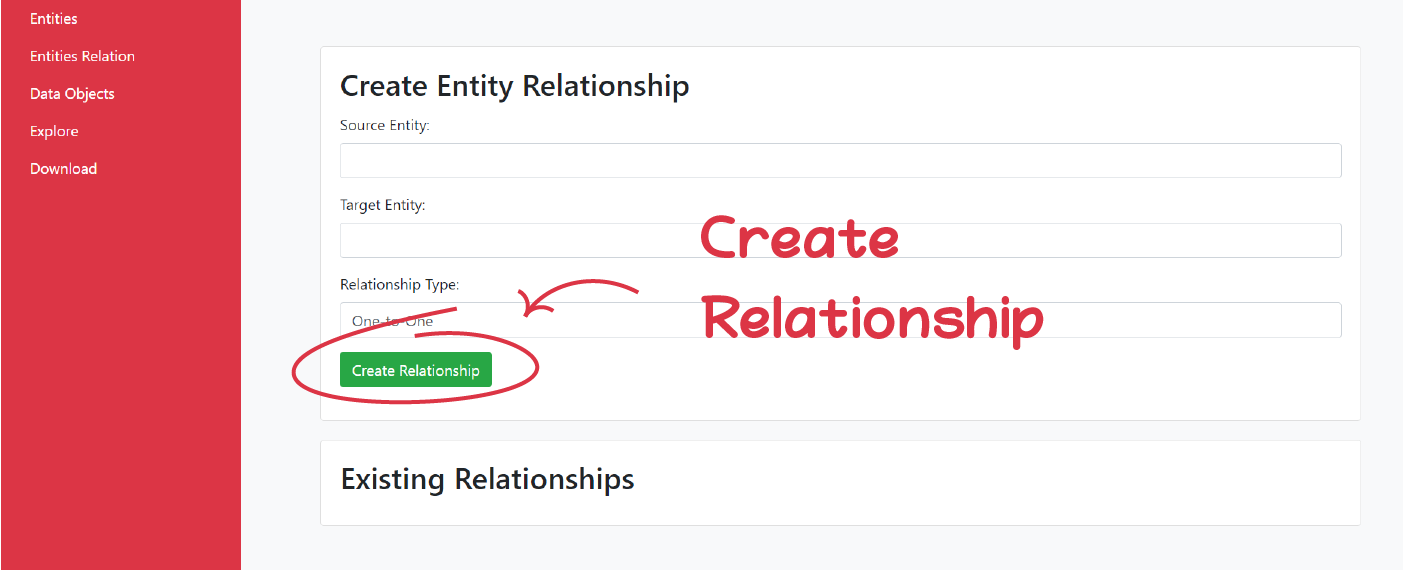 Entities
Entities Relation
Data Objects
Explore
Download
Create Entity Relationship
Source Entity:
Target Entity:
Relationship Type:
One-to-One
Create Relationship
Create
Relationship
Existing Relationships